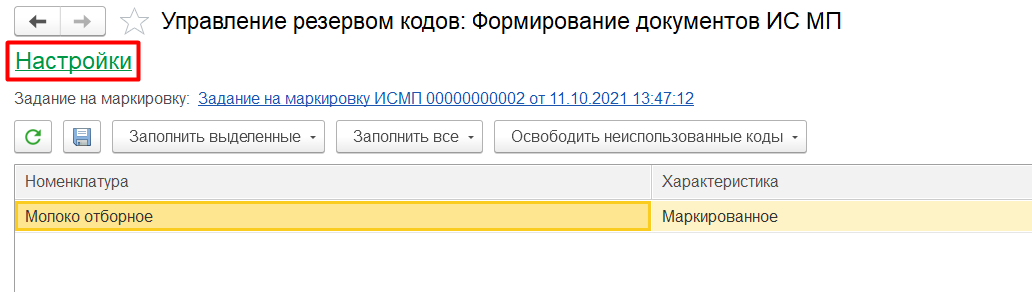 Управление резервом кодов: Формирование документов ИС МП
Настройки
Задание на маркировку: Задание на маркировку ИСМП 00000000002 от 11.10.2021 13:47:12
Заполнить выделенные Заполнить все Освободить неиспользованные коды
Номенклатура Характеристика
Молоко отборное Маркированное